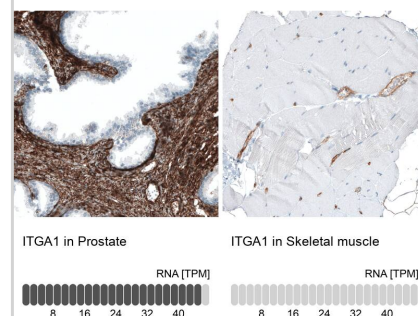 ITGA1 in Prostate
ITGA1 in Skeletal muscle
RNA [TPM]
RNA [TPM]
8 16 24 32 40
8 16 24 32 40